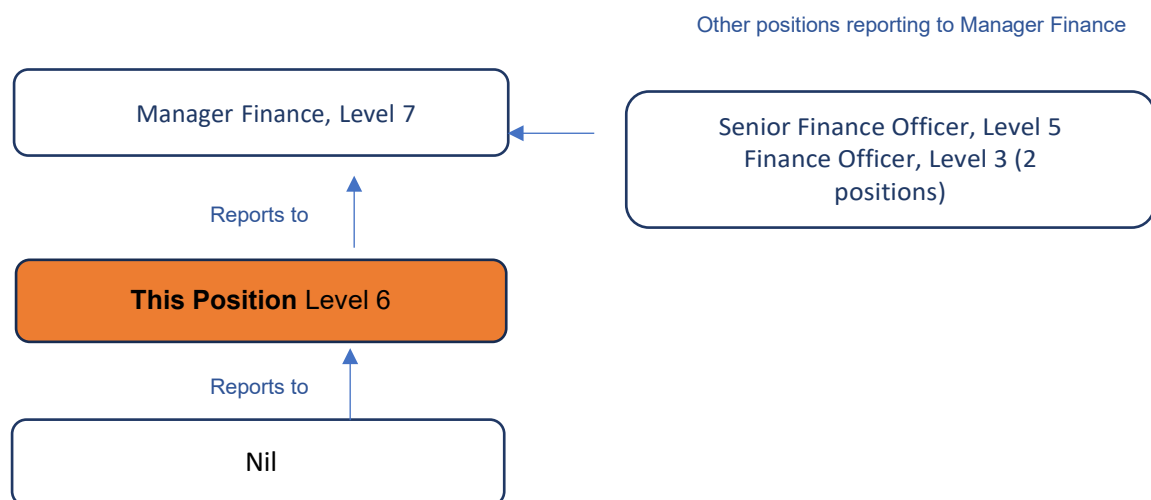 Other positions reporting to Manager Finance
Manager Finance, Level 7
Senior Finance Officer, Level 5
Finance Officer, Level 3 (2
positions)
Reports to
This Position Level 6
Reports to
Nil